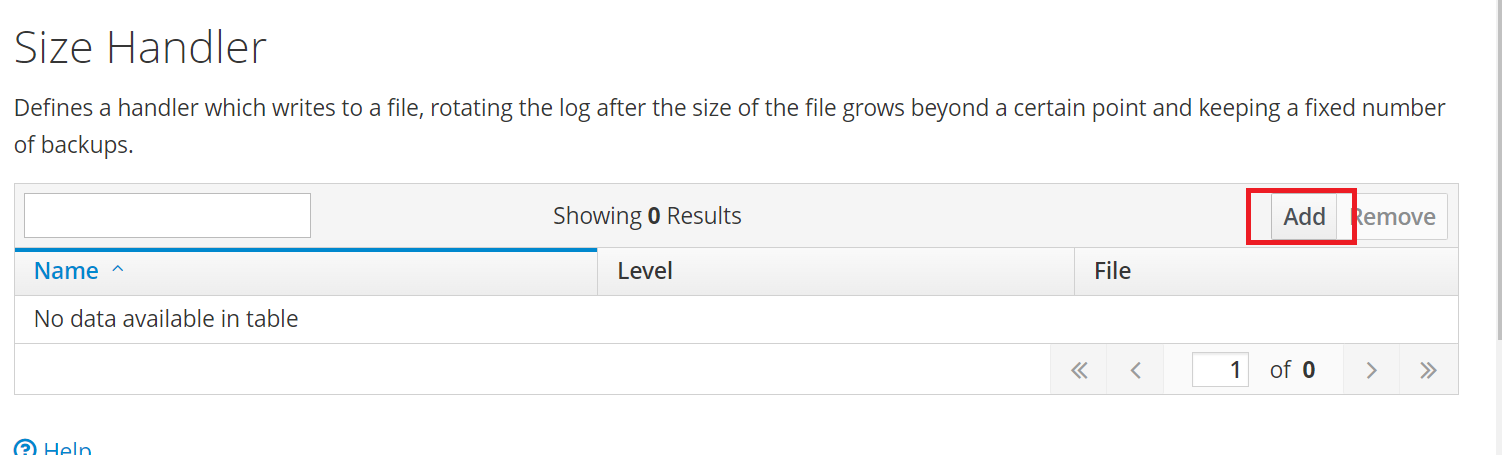 Size Handler
Defines a handler which writes to a file, rotating the log after the size of the file grows beyond a certain point and keeping a fixed number
of backups.
Showing 0 Results Add Remove
Name ^ Level File
No data available in table
« < 1 of 0 > »
? Help